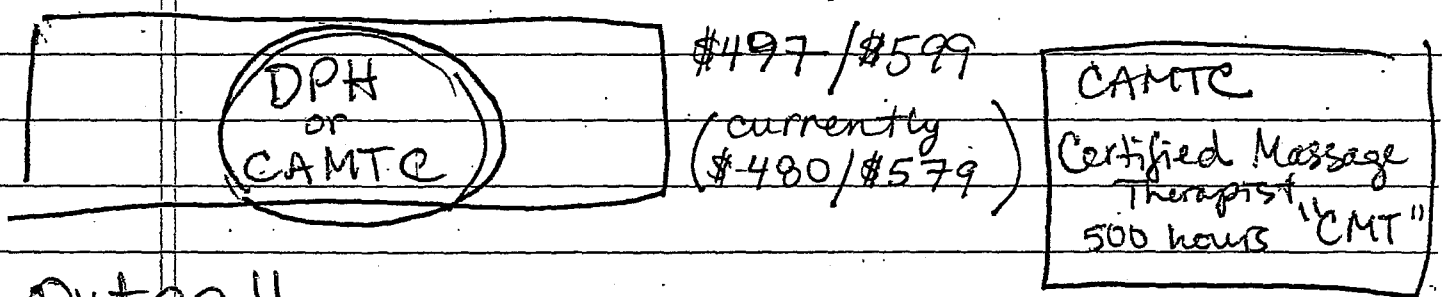 DPH
or
CAMTC
$497/$599
(currently
$480/$579)
CAMTC
Certified Massage
Therapist
500 hours "CMT"